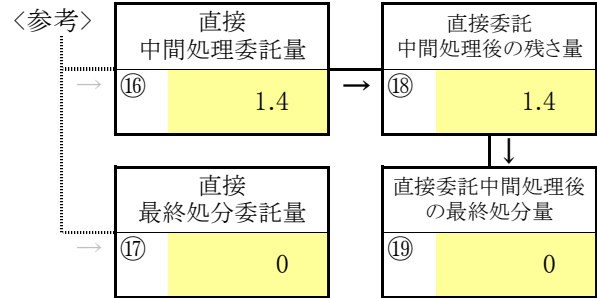 〈参考〉
直接
中間処理委託量
→ ⑯ 1.4
→
直接委託
中間処理後の残さ量
⑱ 1.4
↓
直接
最終処分委託量
→ ⑰ 0
直接委託中間処理後
の最終処分量
⑲ 0